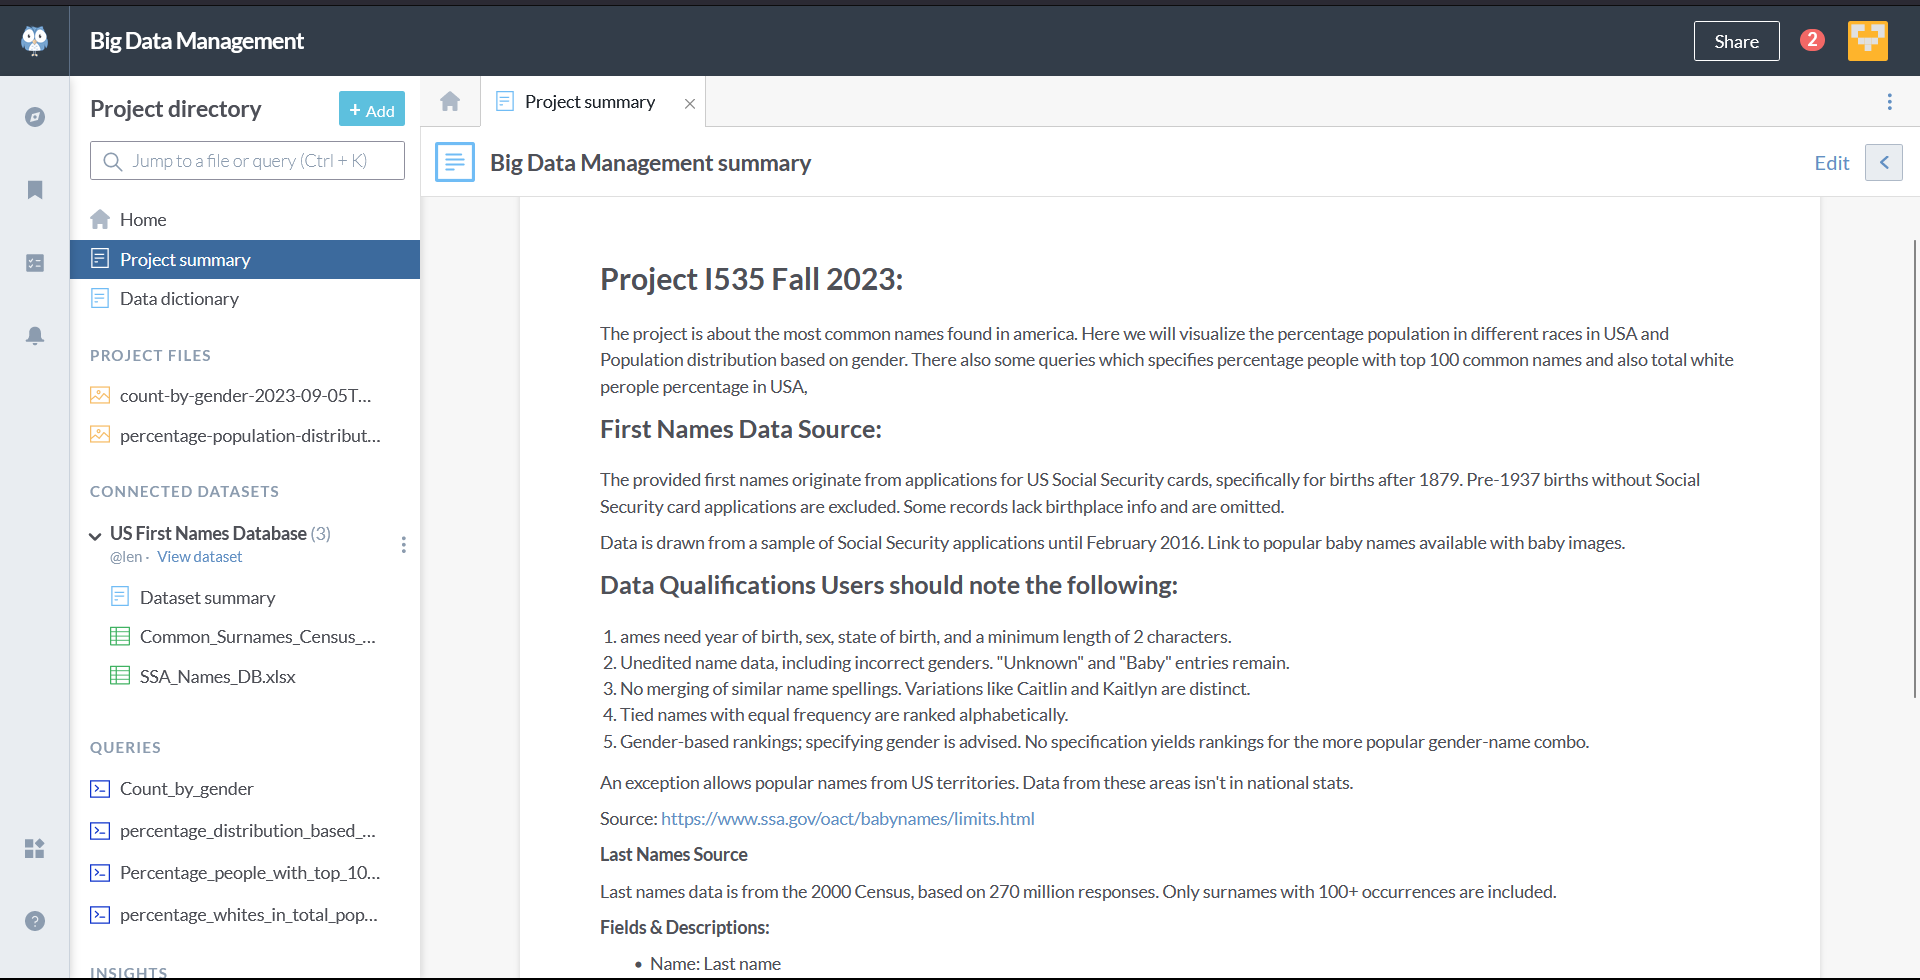 Big Data Management
Share
2
Project directory
+ Add
Jump to a file or query (Ctrl + K)
Home
Project summary
Data dictionary
PROJECT FILES
count-by-gender-2023-09-05T...
percentage-population-distribut...
CONNECTED DATASETS
US First Names Database (3)
@len · View dataset
Dataset summary
Common_Surnames_Census_...
SSA_Names_DB.xlsx
QUERIES
Count_by_gender
percentage_distribution_based_...
Percentage_people_with_top_10...
percentage_whites_in_total_pop...
INSIGHTS
Project summary
Big Data Management summary
Edit
Project I535 Fall 2023:
The project is about the most common names found in america. Here we will visualize the percentage population in different races in USA and
Population distribution based on gender. There also some queries which specifies percentage people with top 100 common names and also total white
perople percentage in USA,
First Names Data Source:
The provided first names originate from applications for US Social Security cards, specifically for births after 1879. Pre-1937 births without Social
Security card applications are excluded. Some records lack birthplace info and are omitted.
Data is drawn from a sample of Social Security applications until February 2016. Link to popular baby names available with baby images.
Data Qualifications Users should note the following:
1. ames need year of birth, sex, state of birth, and a minimum length of 2 characters.
2. Unedited name data, including incorrect genders. "Unknown" and "Baby" entries remain.
3. No merging of similar name spellings. Variations like Caitlin and Kaitlyn are distinct.
4. Tied names with equal frequency are ranked alphabetically.
5. Gender-based rankings; specifying gender is advised. No specification yields rankings for the more popular gender-name combo.
An exception allows popular names from US territories. Data from these areas isn't in national stats.
Source: https://www.ssa.gov/oact/babynames/limits.html
Last Names Source
Last names data is from the 2000 Census, based on 270 million responses. Only surnames with 100+ occurrences are included.
Fields & Descriptions:
• Name: Last name